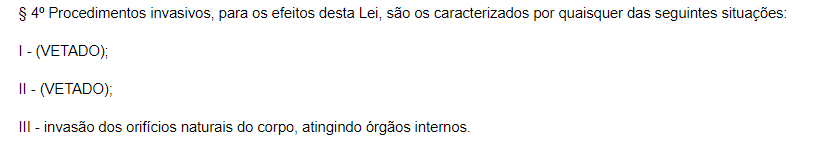 § 4º Procedimentos invasivos, para os efeitos desta Lei, são os caracterizados por quaisquer das seguintes situações:
I - (VETADO);
II - (VETADO);
III - invasão dos orifícios naturais do corpo, atingindo órgãos internos.